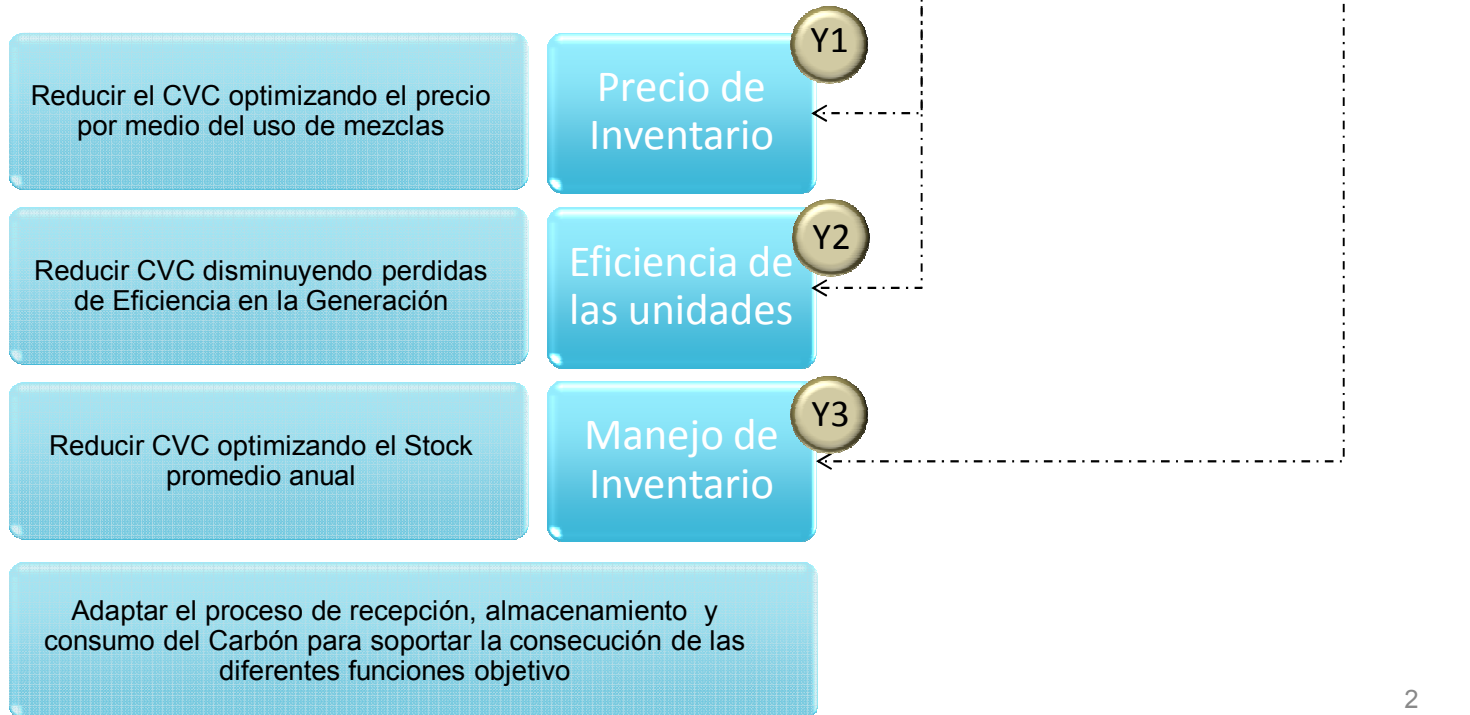 Y1
Reducir el CVC optimizando el precio
por medio del uso de mezclas
Precio de
Inventario
Y2
Reducir CVC disminuyendo perdidas
de Eficiencia en la Generación
Eficiencia de
las unidades
Y3
Reducir CVC optimizando el Stock
promedio anual
Manejo de
Inventario
Adaptar el proceso de recepción, almacenamiento y
consumo del Carbón para soportar la consecución de las
diferentes funciones objetivo
2